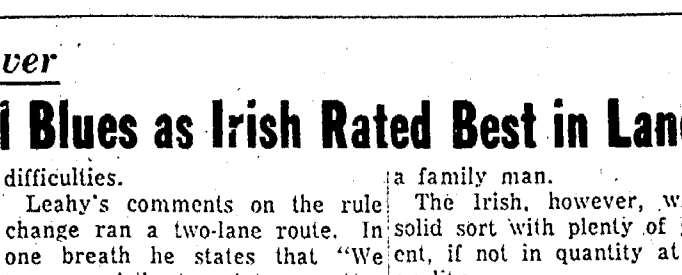 ver
Blues as Irish Rated Best in Lan
difficulties.
Leahy's comments on the rule
change ran a two-lane route. In
one breath he states that "We
a family man.
The Irish, however, w
solid sort with plenty of
ent, if not in quantity at